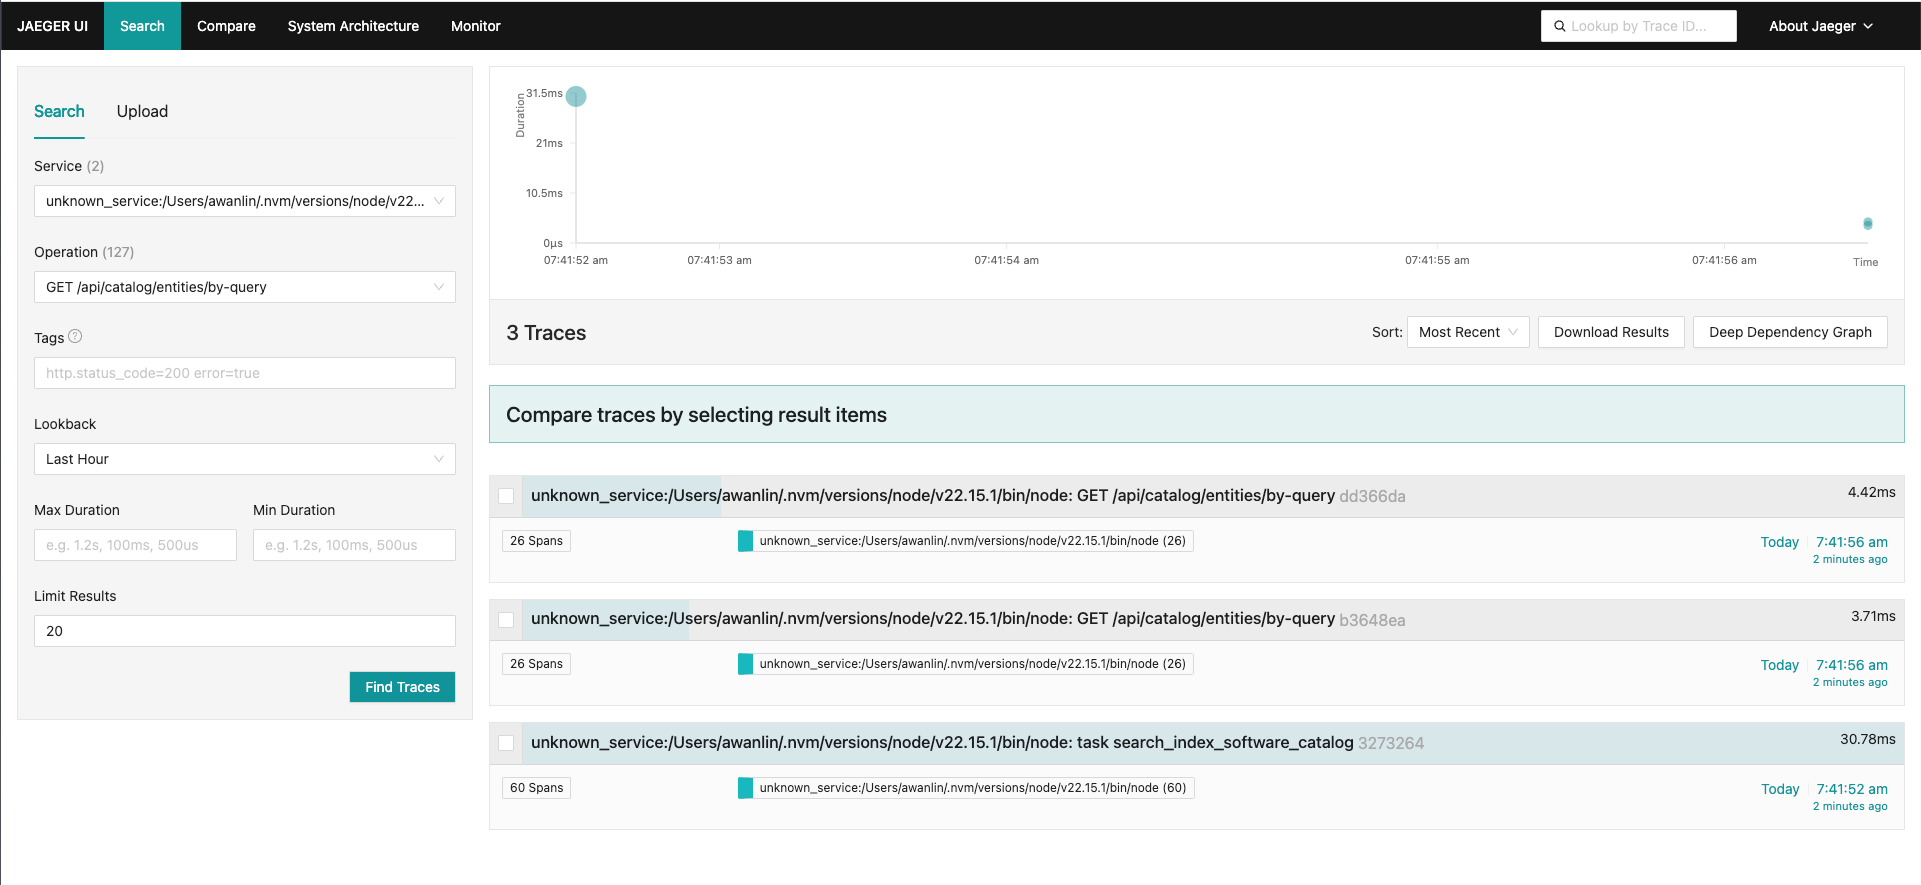 JAEGER UI
Search
Compare
System Architecture
Monitor
Lookup by Trace ID...
About Jaeger
Search
Upload
Service (2)
unknown_service:/Users/awanlin/.nvm/versions/node/v22...
Operation (127)
GET /api/catalog/entities/by-query
Tags ?
http.status_code=200 error=true
Lookback
Last Hour
Max Duration
Min Duration
e.g. 1.2s, 100ms, 500us
e.g. 1.2s, 100ms, 500us
Limit Results
20
Find Traces
Duration
31.5ms
21ms
10.5ms
0μs
07:41:52 am
07:41:53 am
07:41:54 am
07:41:55 am
07:41:56 am
Time
3 Traces
Sort:
Most Recent
Download Results
Deep Dependency Graph
Compare traces by selecting result items
unknown_service:/Users/awanlin/.nvm/versions/node/v22.15.1/bin/node: GET /api/catalog/entities/by-query dd366da
4.42ms
26 Spans
unknown_service:/Users/awanlin/.nvm/versions/node/v22.15.1/bin/node (26)
Today
7:41:56 am
2 minutes ago
unknown_service:/Users/awanlin/.nvm/versions/node/v22.15.1/bin/node: GET /api/catalog/entities/by-query b3648ea
3.71ms
26 Spans
unknown_service:/Users/awanlin/.nvm/versions/node/v22.15.1/bin/node (26)
Today
7:41:56 am
2 minutes ago
unknown_service:/Users/awanlin/.nvm/versions/node/v22.15.1/bin/node: task search_index_software_catalog 3273264
30.78ms
60 Spans
unknown_service:/Users/awanlin/.nvm/versions/node/v22.15.1/bin/node (60)
Today
7:41:52 am
2 minutes ago